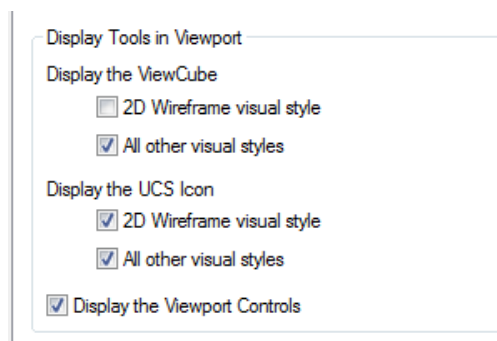 Display Tools in Viewport
Display the ViewCube
2D Wireframe visual style
All other visual styles
Display the UCS Icon
2D Wireframe visual style
All other visual styles
Display the Viewport Controls